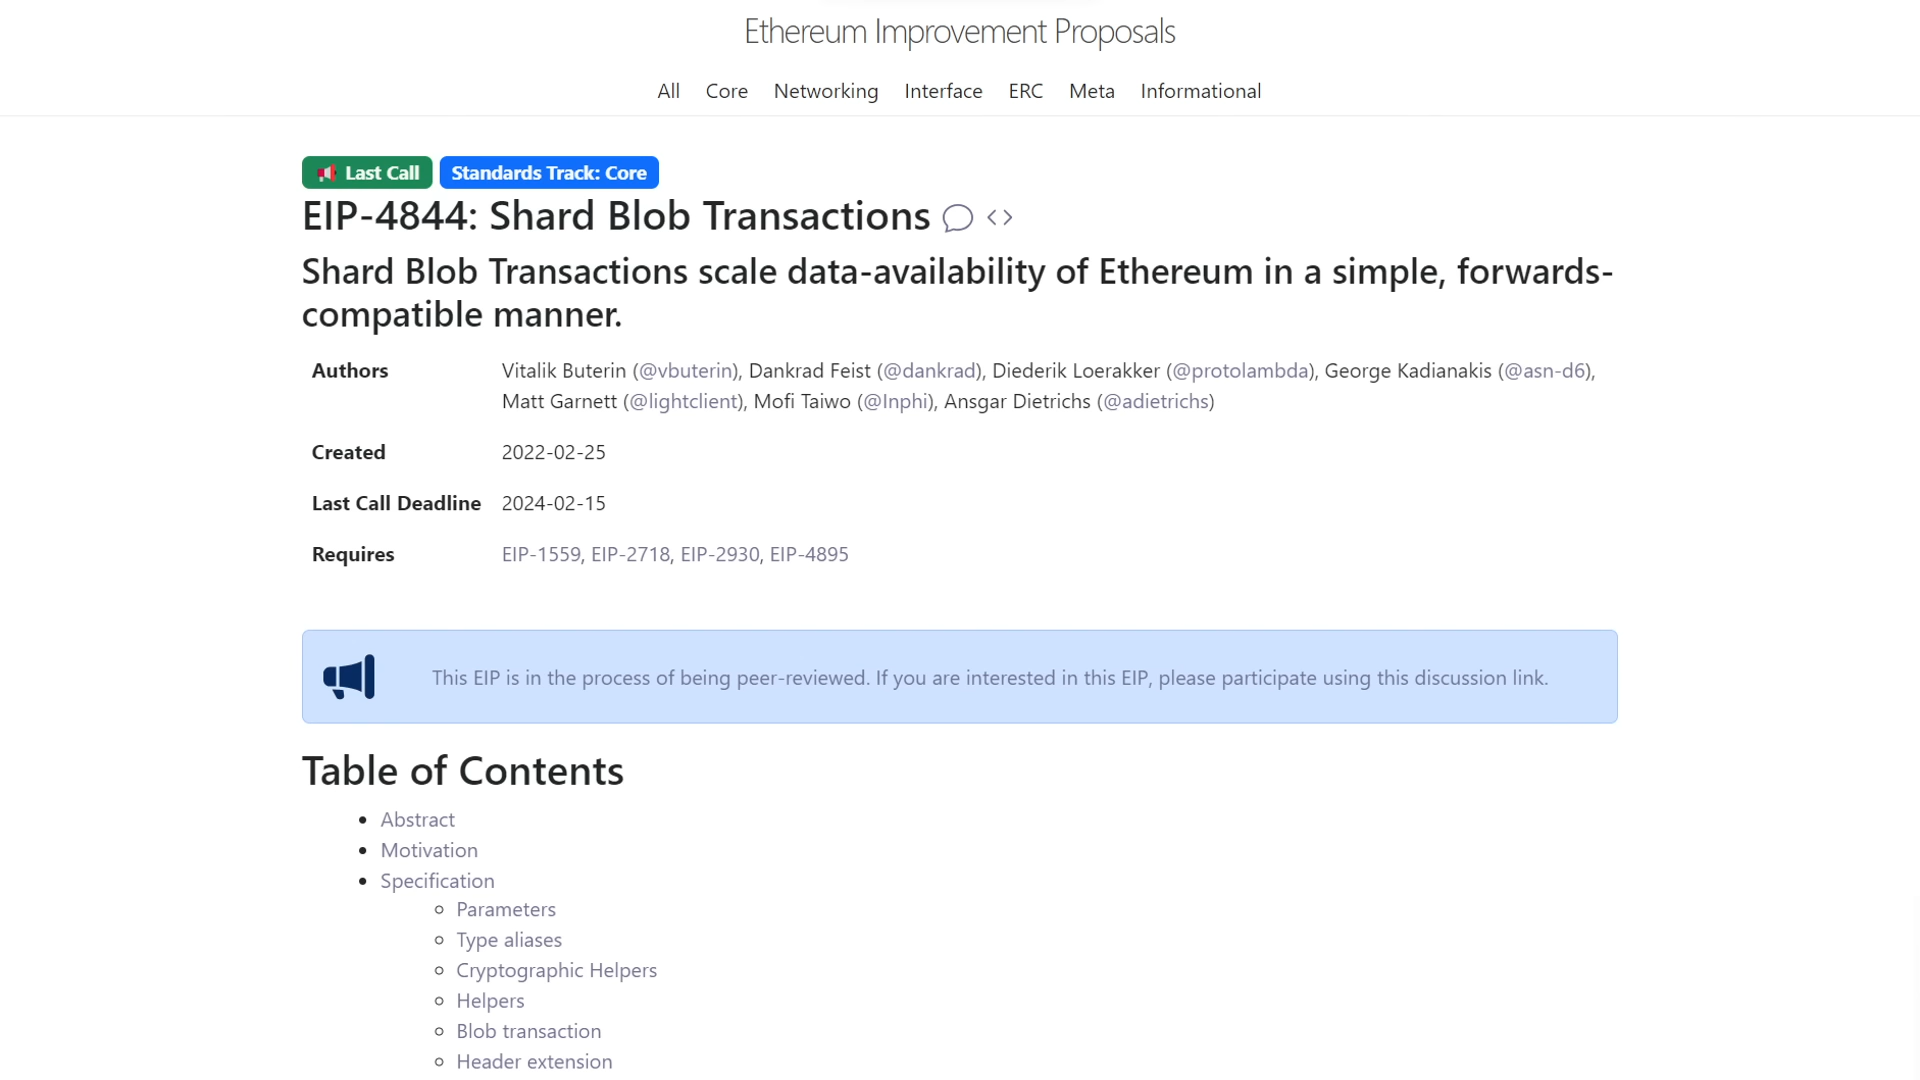 Ethereum Improvement Proposals
All Core Networking Interface ERC Meta Informational
Last Call Standards Track: Core
EIP-4844: Shard Blob Transactions
Shard Blob Transactions scale data-availability of Ethereum in a simple, forwards-
compatible manner.
Authors Vitalik Buterin (@vbuterin), Dankrad Feist (@dankrad), Diederik Loerakker (@protolambda), George Kadianakis (@asn-d6),
Matt Garnett (@lightclient), Mofi Taiwo (@Inphi), Ansgar Dietrichs (@adietrichs)
Created 2022-02-25
Last Call Deadline 2024-02-15
Requires EIP-1559, EIP-2718, EIP-2930, EIP-4895
This EIP is in the process of being peer-reviewed. If you are interested in this EIP, please participate using this discussion link.
Table of Contents
Abstract
Motivation
Specification
Parameters
Type aliases
Cryptographic Helpers
Helpers
Blob transaction
Header extension